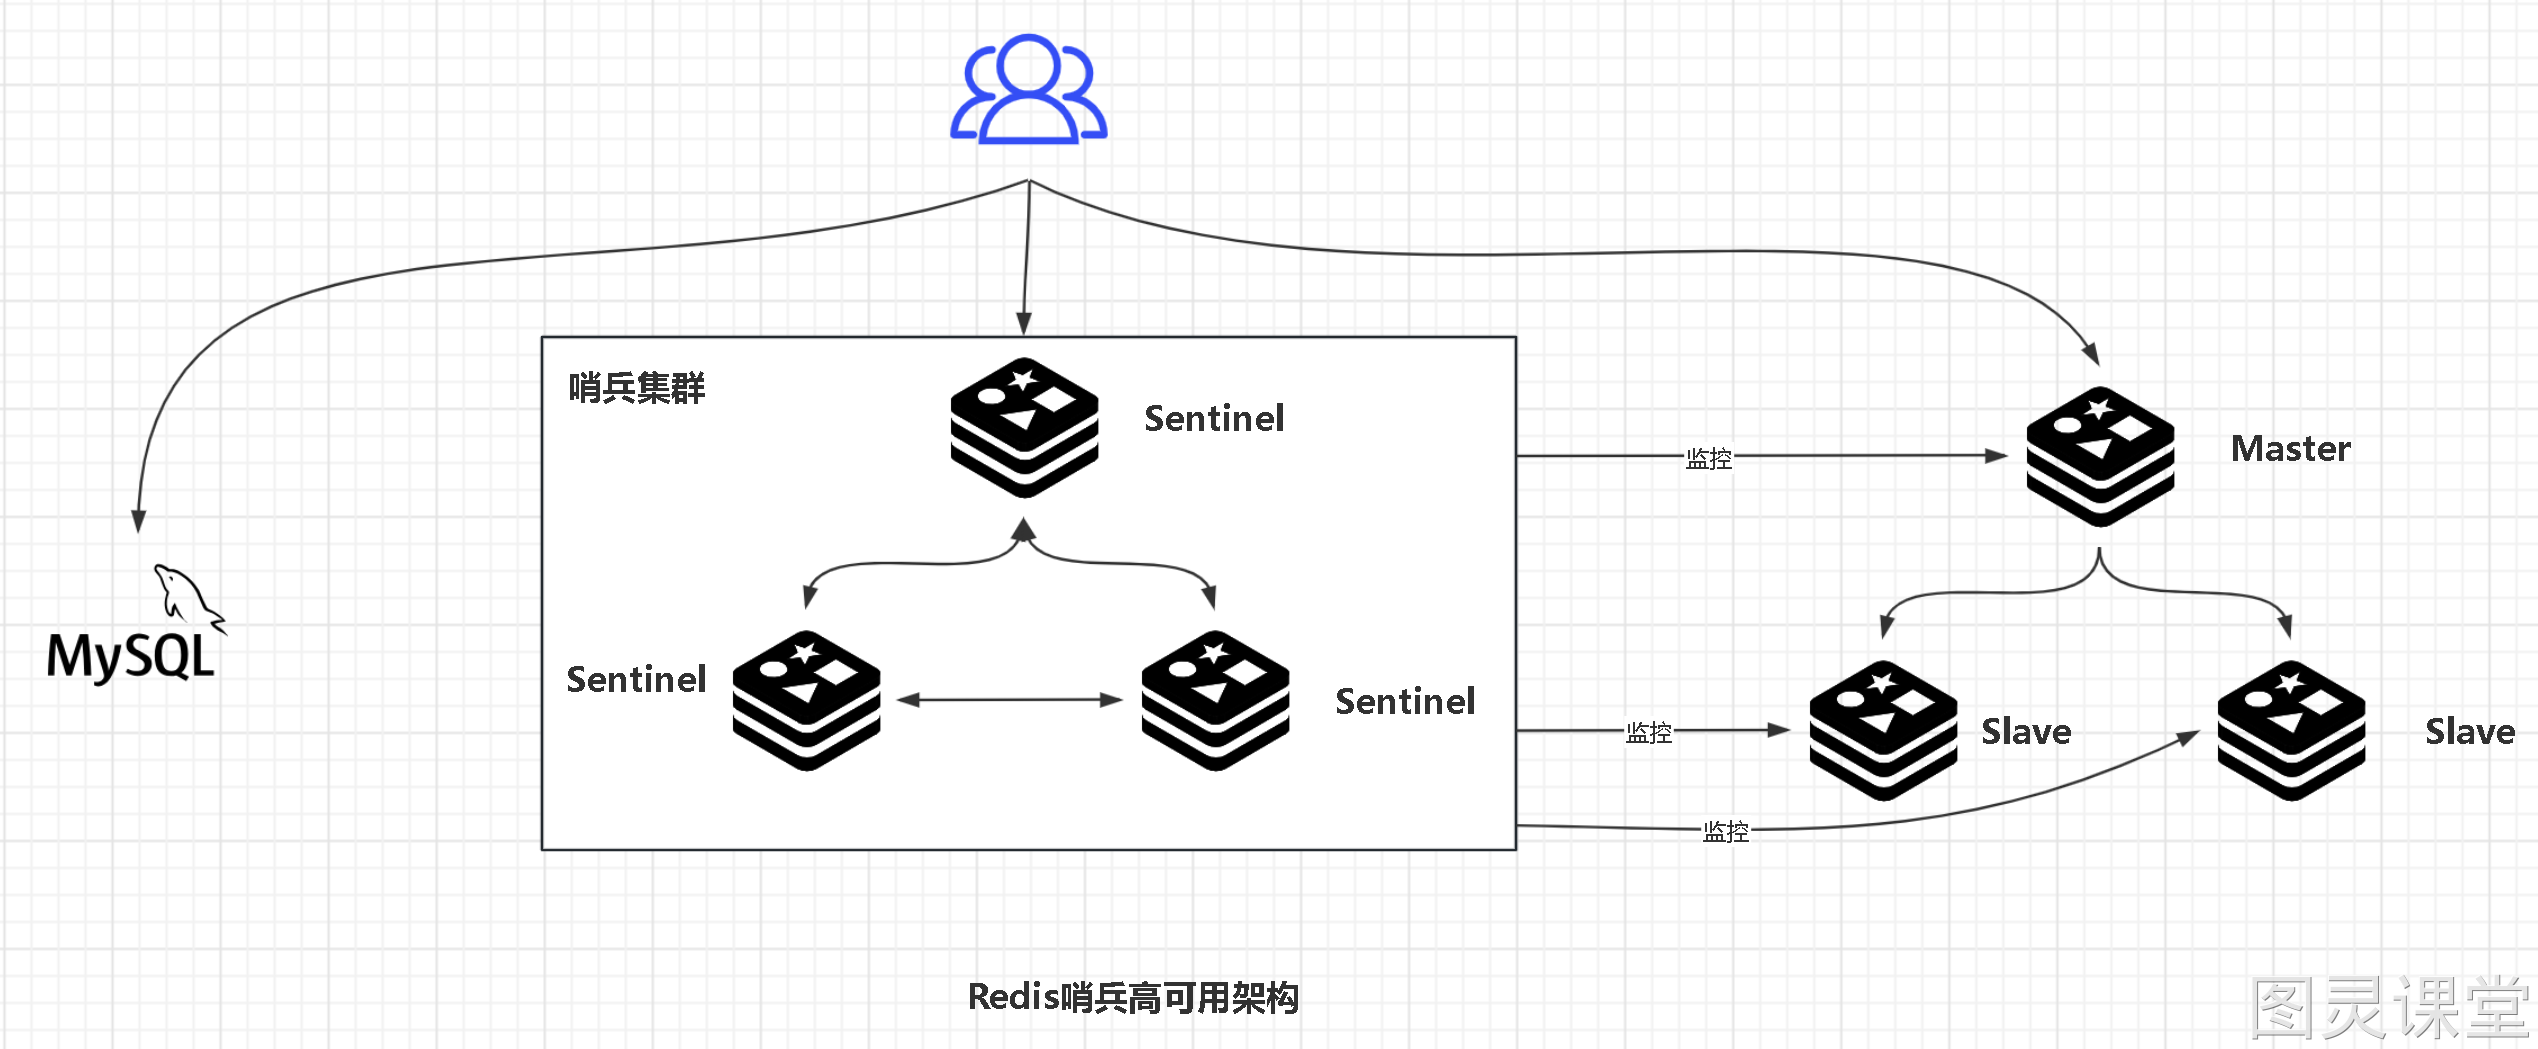 哨兵集群
Sentinel
监控
Master
MySQL
Sentinel
Sentinel
监控
Slave
Slave
监控
Redis哨兵高可用架构
图灵课堂